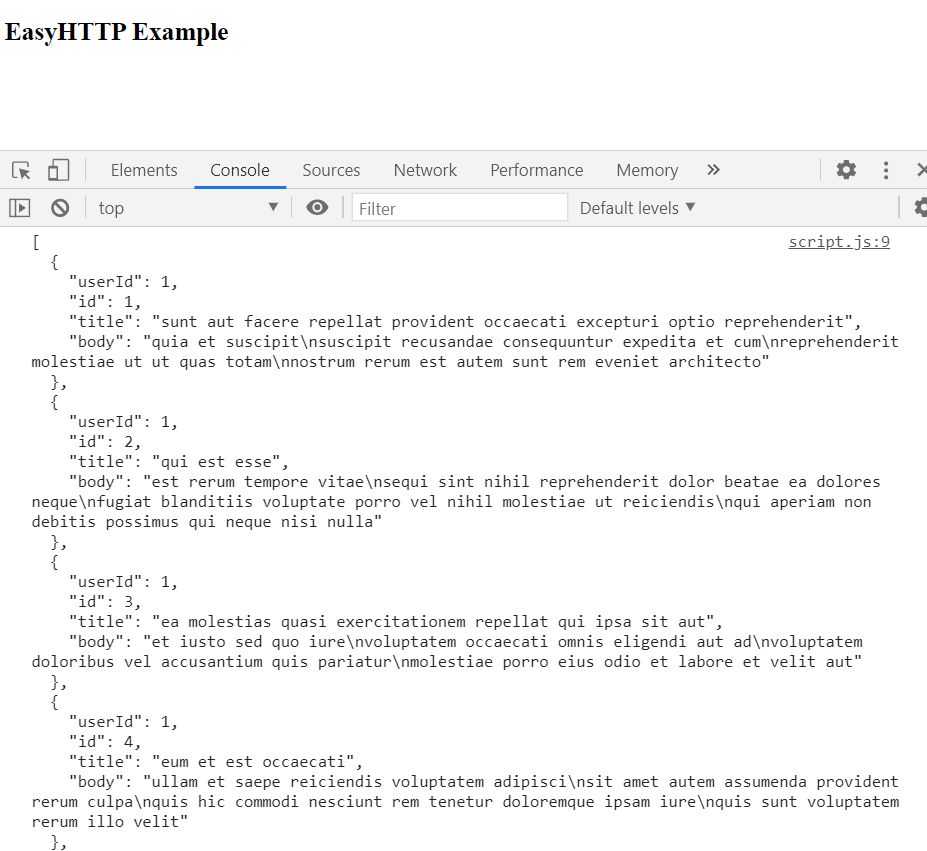 EasyHTTP Example
Elements Console Sources Network Performance Memory
top Filter Default levels
[ script.js:9
{
"userId": 1,
"id": 1,
"title": "sunt aut facere repellat provident occaecati excepturi optio reprehenderit",
"body": "quia et suscipit\nsuscipit recusandae consequuntur expedita et cum\nreprehenderit
molestiae ut ut quas totam\nnostrum rerum est autem sunt rem eveniet architecto"
},
{
"userId": 1,
"id": 2,
"title": "qui est esse",
"body": "est rerum tempore vitae\nsequi sint nihil reprehenderit dolor beatae ea dolores
neque\nfugiat blanditiis voluptate porro vel nihil molestiae ut reiciendis\nqui aperiam non
debitis possimus qui neque nisi nulla"
},
{
"userId": 1,
"id": 3,
"title": "ea molestias quasi exercitationem repellat qui ipsa sit aut",
"body": "et iusto sed quo iure\nvoluptatem occaecati omnis eligendi aut ad\nvoluptatem
doloribus vel accusantium quis pariatur\nmolestiae porro eius odio et labore et velit aut"
},
{
"userId": 1,
"id": 4,
"title": "eum et est occaecati",
"body": "ullam et saepe reiciendis voluptatem adipisci\nsit amet autem assumenda provident
rerum culpa\nquis hic commodi nesciunt rem tenetur doloremque ipsam iure\nquis sunt voluptatem
rerum illo velit"
},